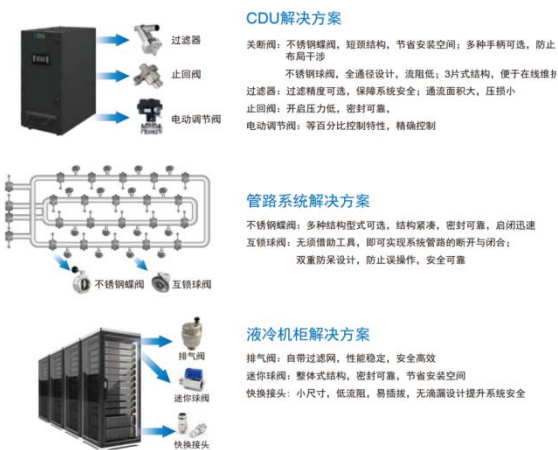 CDU解决方案
过滤器
止回阀
电动调节阀
关断阀：不锈钢蝶阀，短颈结构，节省安装空间；多种手柄可选，防止
布局干涉
不锈钢球阀，全通径设计，流阻低；3片式结构，便于在线维护
过滤器：过滤精度可选，保障系统安全；通流面积大，压损小
止回阀：开启压力低，密封可靠，
电动调节阀：等百分比控制特性，精确控制
管路系统解决方案
不锈钢蝶阀：多种结构型式可选，结构紧凑，密封可靠，启闭迅速
互锁球阀：无须借助工具，即可实现系统管路的断开与闭合；
双重防呆设计，防止误操作，安全可靠
不锈钢蝶阀
互锁球阀
液冷机柜解决方案
排气阀
迷你球阀
快换接头
排气阀：自带过滤网，性能稳定，安全高效
迷你球阀：整体式结构，密封可靠，节省安装空间
快换接头：小尺寸，低流阻，易插拔，无滴漏设计提升系统安全